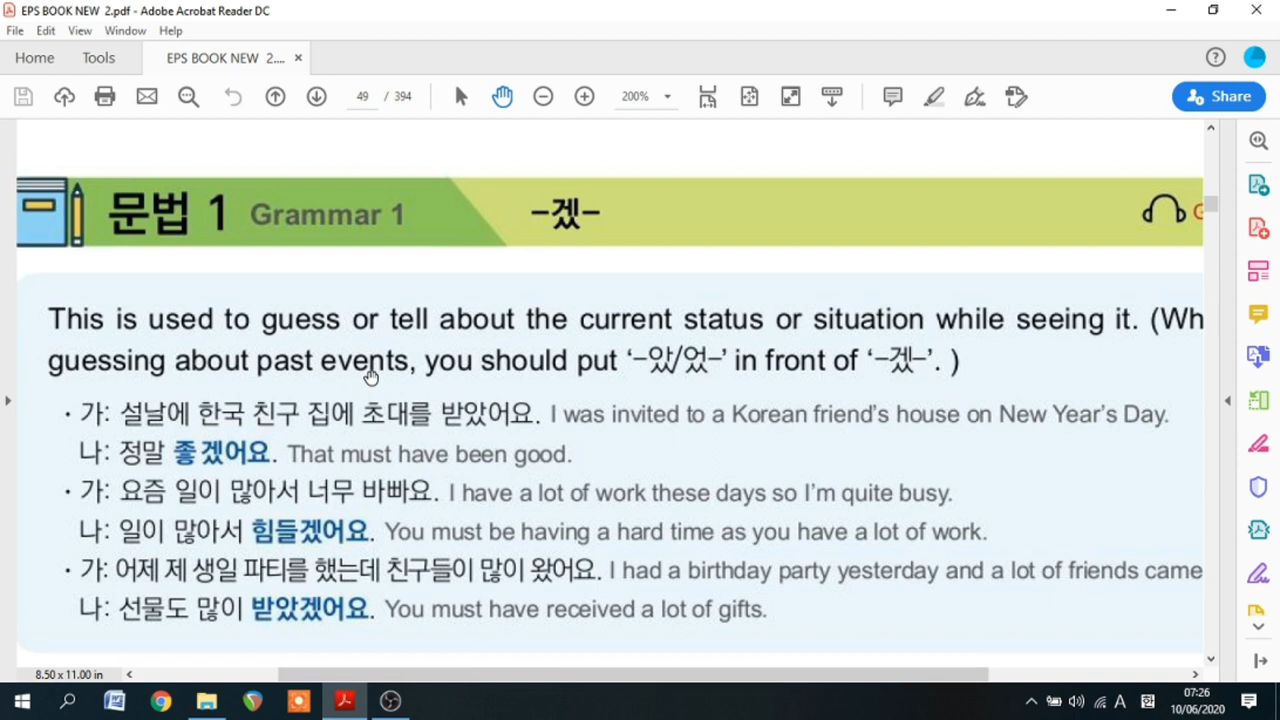 EPS BOOK NEW  2.pdf - Adobe Acrobat Reader DC
File Edit View Window Help
Home Tools EPS BOOK NEW  2.... ×
49 / 394 200% Share
문법 1 Grammar 1 –겠–
This is used to guess or tell about the current status or situation while seeing it. (Wh
guessing about past events, you should put ‘–았/었–’ in front of ‘–겠–’. )
· 가: 설날에 한국 친구 집에 초대를 받았어요. I was invited to a Korean friend’s house on New Year’s Day.
나: 정말 좋겠어요. That must have been good.
· 가: 요즘 일이 많아서 너무 바빠요. I have a lot of work these days so I’m quite busy.
나: 일이 많아서 힘들겠어요. You must be having a hard time as you have a lot of work.
· 가: 어제 제 생일 파티를 했는데 친구들이 많이 왔어요. I had a birthday party yesterday and a lot of friends came
나: 선물도 많이 받았겠어요. You must have received a lot of gifts.
8.50 x 11.00 in
A 한 07:26
10/06/2020